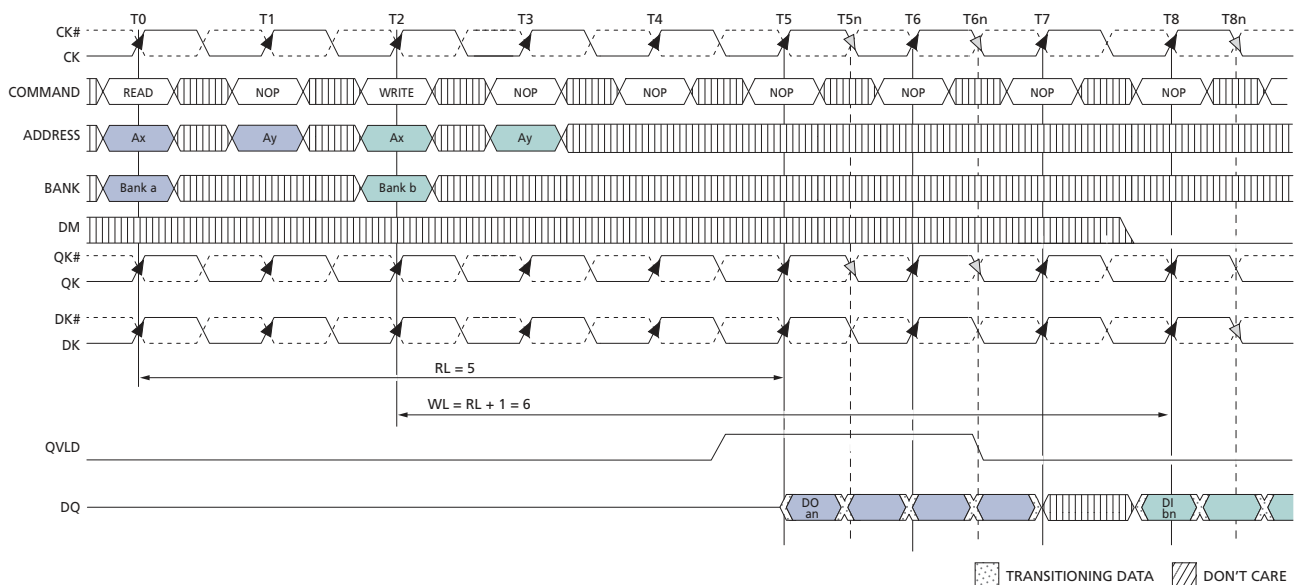 T0 T1 T2 T3 T4 T5 T5n T6 T6n T7 T8 T8n
CK#
CK
COMMAND READ NOP WRITE NOP NOP NOP NOP NOP NOP
ADDRESS Ax Ay Ax Ay
BANK Bank a Bank b
DM
QK#
QK
DK#
DK
RL = 5
WL = RL + 1 = 6
QVLD
DQ DO an DI bn
TRANSITIONING DATA DON'T CARE